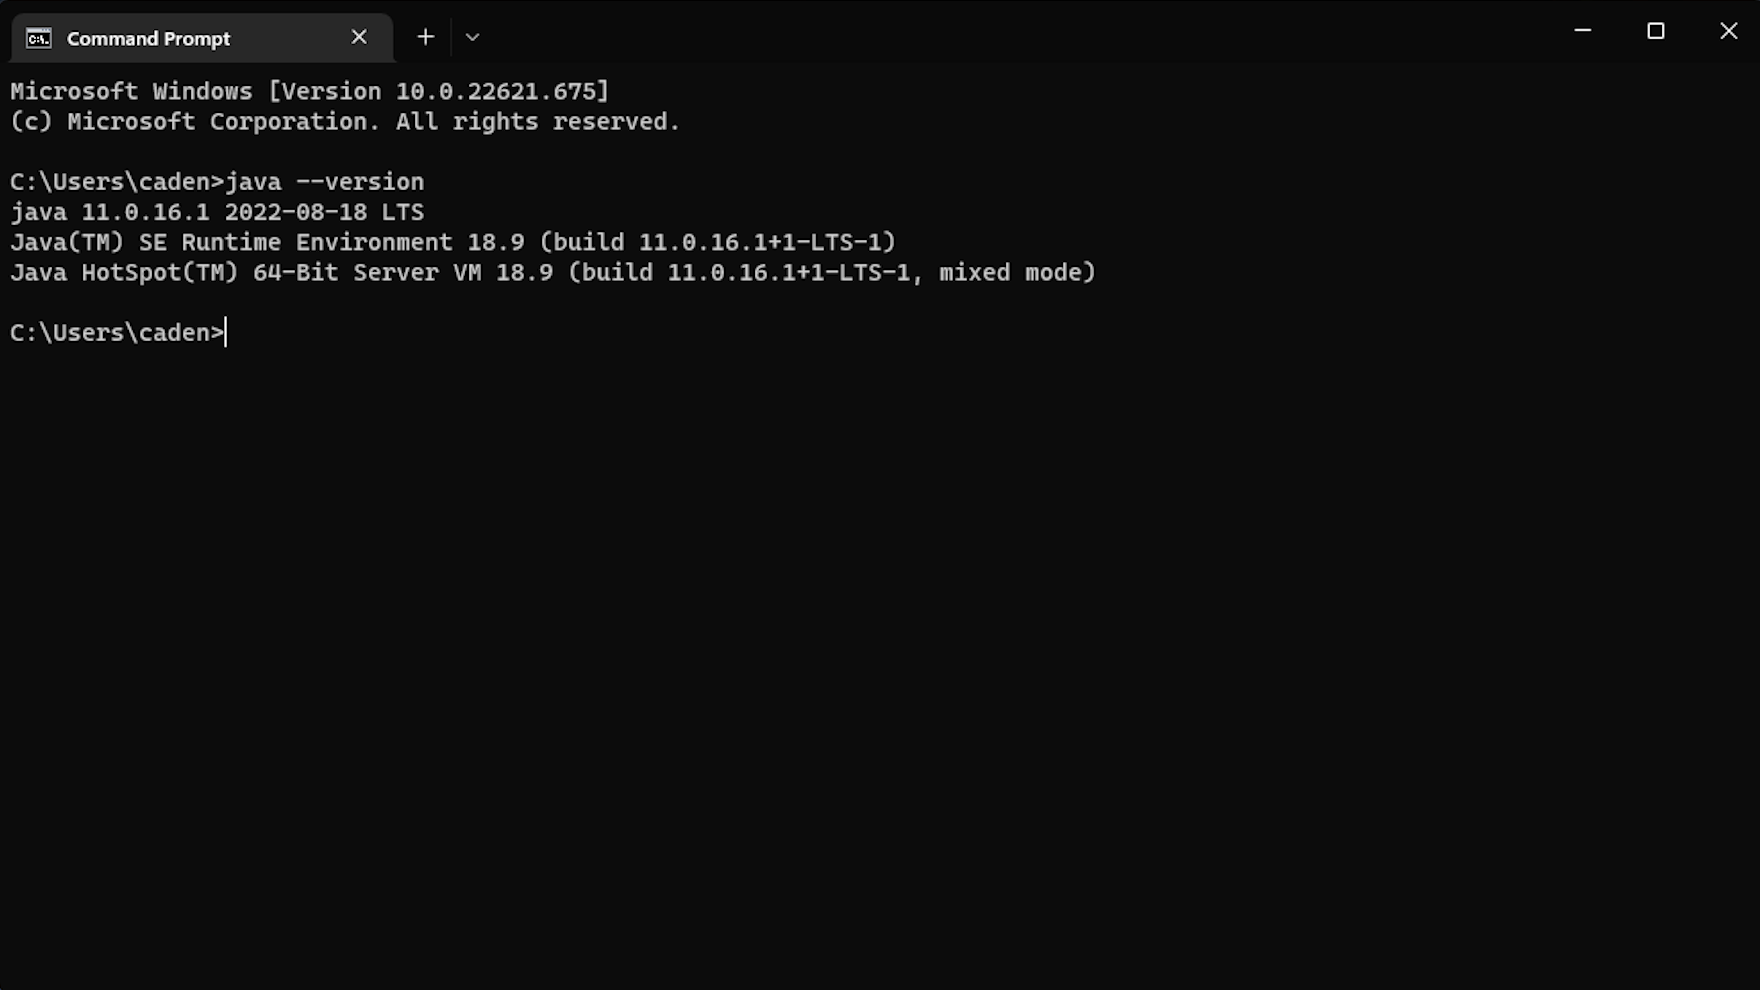 Command Prompt
Microsoft Windows [Version 10.0.22621.675]
(c) Microsoft Corporation. All rights reserved.
C:\Users\caden>java --version
java 11.0.16.1 2022-08-18 LTS
Java(TM) SE Runtime Environment 18.9 (build 11.0.16.1+1-LTS-1)
Java HotSpot(TM) 64-Bit Server VM 18.9 (build 11.0.16.1+1-LTS-1, mixed mode)
C:\Users\caden>